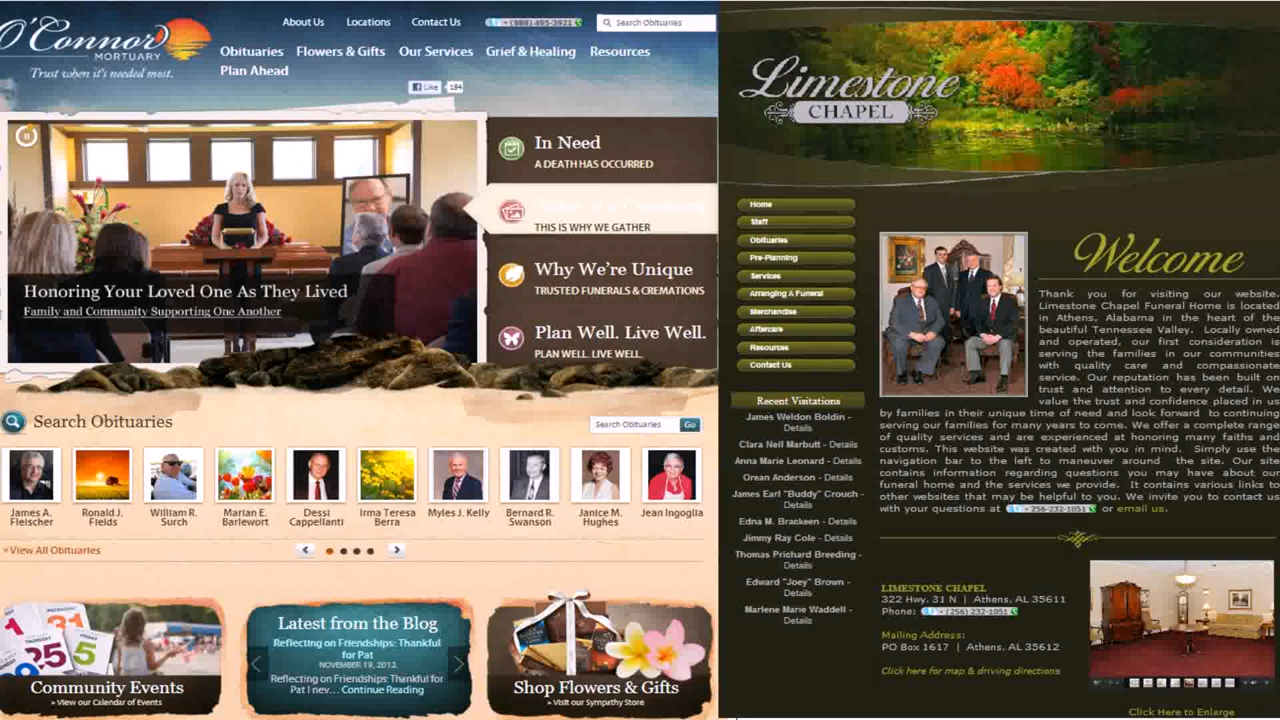 O'Connor
MORTUARY
Trust when it's needed most.
About Us
Locations
Contact Us
(888) 495-3921
Search Obituaries
Obituaries
Flowers & Gifts
Our Services
Grief & Healing
Resources
Plan Ahead
Like
184
In Need
A DEATH HAS OCCURRED
THIS IS WHY WE GATHER
Why We're Unique
TRUSTED FUNERALS & CREMATIONS
Plan Well. Live Well.
PLAN WELL. LIVE WELL.
Honoring Your Loved One As They Lived
Family and Community Supporting One Another
Search Obituaries
Search Obituaries
Go
James A.
Fleischer
Ronald J.
Fields
William R.
Surch
Marian E.
Barlewort
Dessi
Cappellanti
Irma Teresa
Berra
Myles J. Kelly
Bernard R.
Swanson
Janice M.
Hughes
Jean Ingoglia
»View All Obituaries
25
31
5
Community Events
» View our Calendar of Events
Latest from the Blog
Reflecting on Friendships: Thankful
for Pat
NOVEMBER 19, 2012
Reflecting on Friendships: Thankful for
Pat I nev... Continue Reading
Shop Flowers & Gifts
» Visit our Sympathy Store
Limestone
CHAPEL
Home
Staff
Obituaries
Pre-Planning
Services
Arranging A Funeral
Merchandise
Aftercare
Resources
Contact Us
Recent Visitations
James Weldon Boldin -
Details
Clara Nell Marbutt - Details
Anna Marie Leonard - Details
Orean Anderson - Details
James Earl "Buddy" Crouch -
Details
Edna M. Brackeen - Details
Jimmy Ray Cole - Details
Thomas Prichard Breeding -
Details
Edward "Joey" Brown -
Details
Marlene Marie Waddell -
Details
Welcome
Thank you for visiting our website.
Limestone Chapel Funeral Home is located
in Athens, Alabama in the heart of the
beautiful Tennessee Valley. Locally owned
and operated, our first consideration is
serving the families in our communities
with quality care and compassionate
service. Our reputation has been built on
trust and attention to every detail. We
value the trust and confidence placed in us
by families in their unique time of need and look forward to continuing
serving our families for many years to come. We offer a complete range
of quality services and are experienced at honoring many faiths and
customs. This website was created with you in mind. Simply use the
navigation bar to the left to maneuver around the site. Our site
contains information regarding questions you may have about our
funeral home and the services we provide. It contains various links to
other websites that may be helpful to you. We invite you to contact us
with your questions at 256-232-1051 or email us.
LIMESTONE CHAPEL
322 Hwy. 31 N | Athens, AL 35611
Phone: (256) 232-1051
Mailing Address:
PO Box 1617 | Athens, AL 35612
Click here for map & driving directions
Click Here to Enlarge